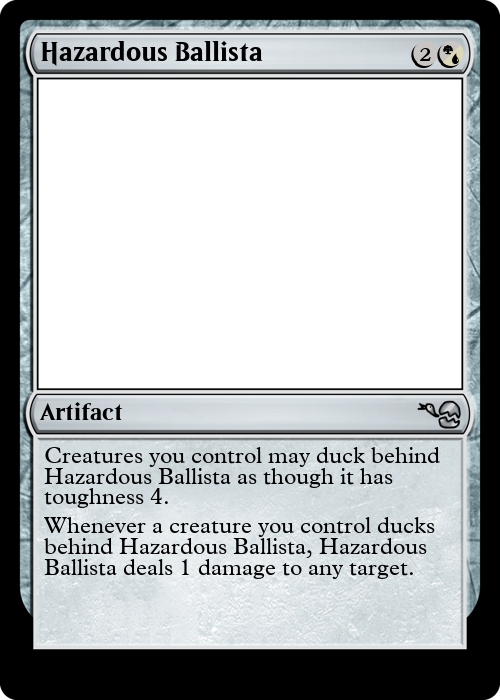 Hazardous Ballista 2
Artifact
Creatures you control may duck behind
Hazardous Ballista as though it has
toughness 4.
Whenever a creature you control ducks
behind Hazardous Ballista, Hazardous
Ballista deals 1 damage to any target.